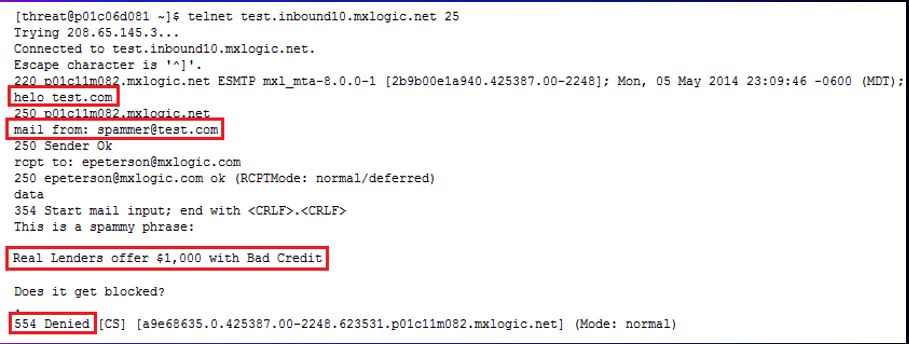 [threat@p01c06d081 ~]$ telnet test.inbound10.mxlogic.net 25
Trying 208.65.145.3...
Connected to test.inbound10.mxlogic.net.
Escape character is '^]'.
220 p01c11m082.mxlogic.net ESMTP mxl_mta-8.0.0-1 [2b9b00e1a940.425387.00-2248]; Mon, 05 May 2014 23:09:46 -0600 (MDT);
helo test.com
250 p01c11m082.mxlogic.net
mail from: spammer@test.com
250 Sender Ok
rcpt to: epeterson@mxlogic.com
250 epeterson@mxlogic.com ok (RCPTMode: normal/deferred)
data
354 Start mail input; end with <CRLF>.<CRLF>
This is a spammy phrase:
Real Lenders offer $1,000 with Bad Credit
Does it get blocked?
.
554 Denied [CS] [a9e68635.0.425387.00-2248.623531.p01c11m082.mxlogic.net] (Mode: normal)